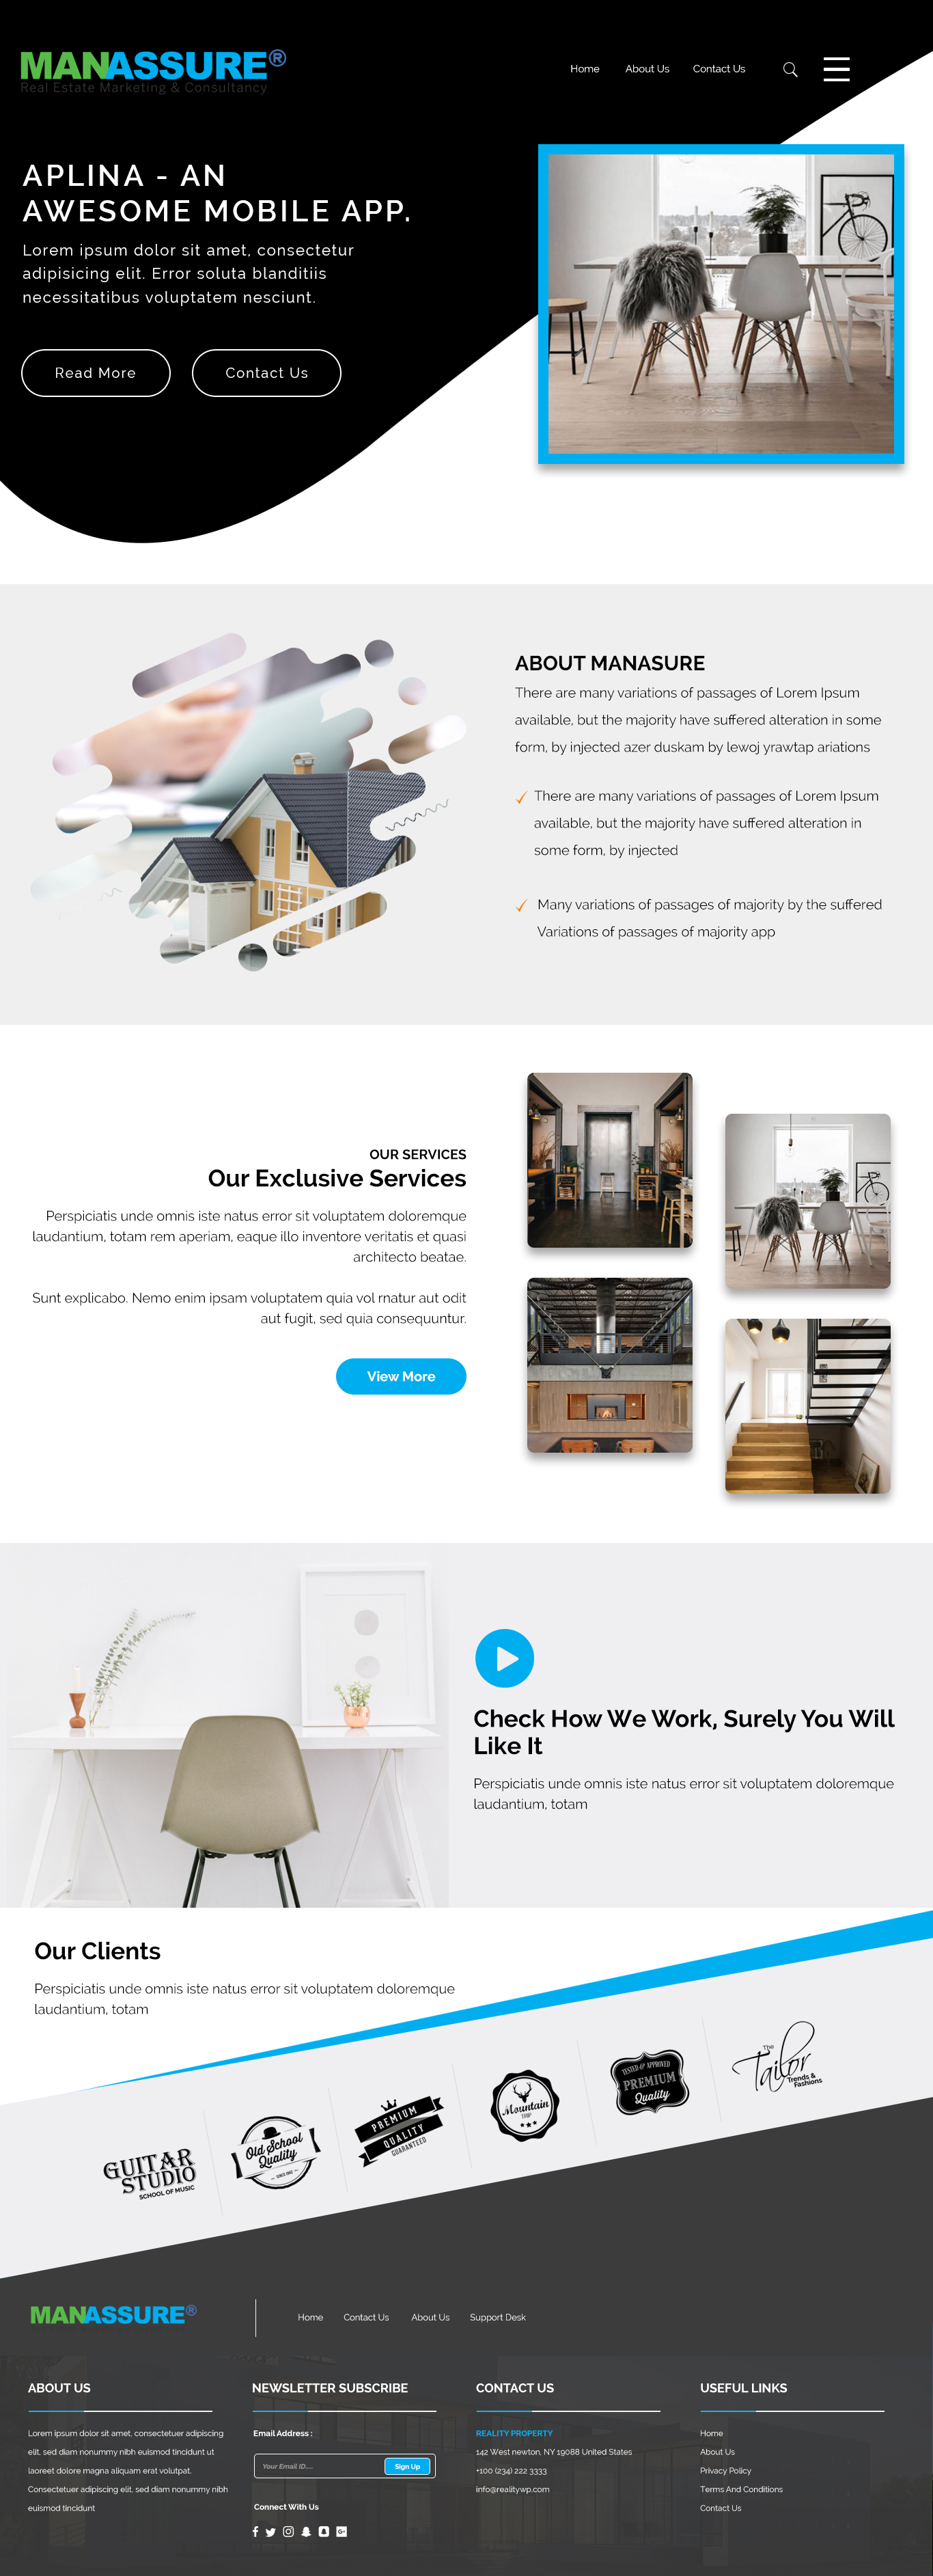 MANASSURE®
Real Estate Marketing & Consultancy
Home About Us Contact Us
APLINA - AN
AWESOME MOBILE APP.
Lorem ipsum dolor sit amet, consectetur
adipisicing elit. Error soluta blanditiis
necessitatibus voluptatem nesciunt.
Read More Contact Us
ABOUT MANASURE
There are many variations of passages of Lorem Ipsum
available, but the majority have suffered alteration in some
form, by injected azer duskam by lewoj yrawtap ariations
There are many variations of passages of Lorem Ipsum
available, but the majority have suffered alteration in
some form, by injected
Many variations of passages of majority by the suffered
Variations of passages of majority app
OUR SERVICES
Our Exclusive Services
Perspiciatis unde omnis iste natus error sit voluptatem doloremque
laudantium, totam rem aperiam, eaque illo inventore veritatis et quasi
architecto beatae.
Sunt explicabo. Nemo enim ipsam voluptatem quia vol rnatur aut odit
aut fugit, sed quia consequuntur.
View More
Check How We Work, Surely You Will
Like It
Perspiciatis unde omnis iste natus error sit voluptatem doloremque
laudantium, totam
Our Clients
Perspiciatis unde omnis iste natus error sit voluptatem doloremque
laudantium, totam
GUITAR
STUDIO
SCHOOL OF MUSIC
Old School
Quality
PREMIUM
QUALITY
GUARANTEED
Mountain
TESTED & APPROVED
PREMIUM
Quality
The
Tailor
Trends &
Fashions
MANASSURE®
Home Contact Us About Us Support Desk
ABOUT US
Lorem ipsum dolor sit amet, consectetuer adipiscing
elit, sed diam nonummy nibh euismod tincidunt ut
laoreet dolore magna aliquam erat volutpat.
Consectetuer adipiscing elit, sed diam nonummy nibh
euismod tincidunt
NEWSLETTER SUBSCRIBE
Email Address :
Your Email ID.... Sign Up
Connect With Us
CONTACT US
REALITY PROPERTY
142 West newton, NY 19088 United States
+100 (234) 222 3333
info@realitywp.com
USEFUL LINKS
Home
About Us
Privacy Policy
Terms And Conditions
Contact Us